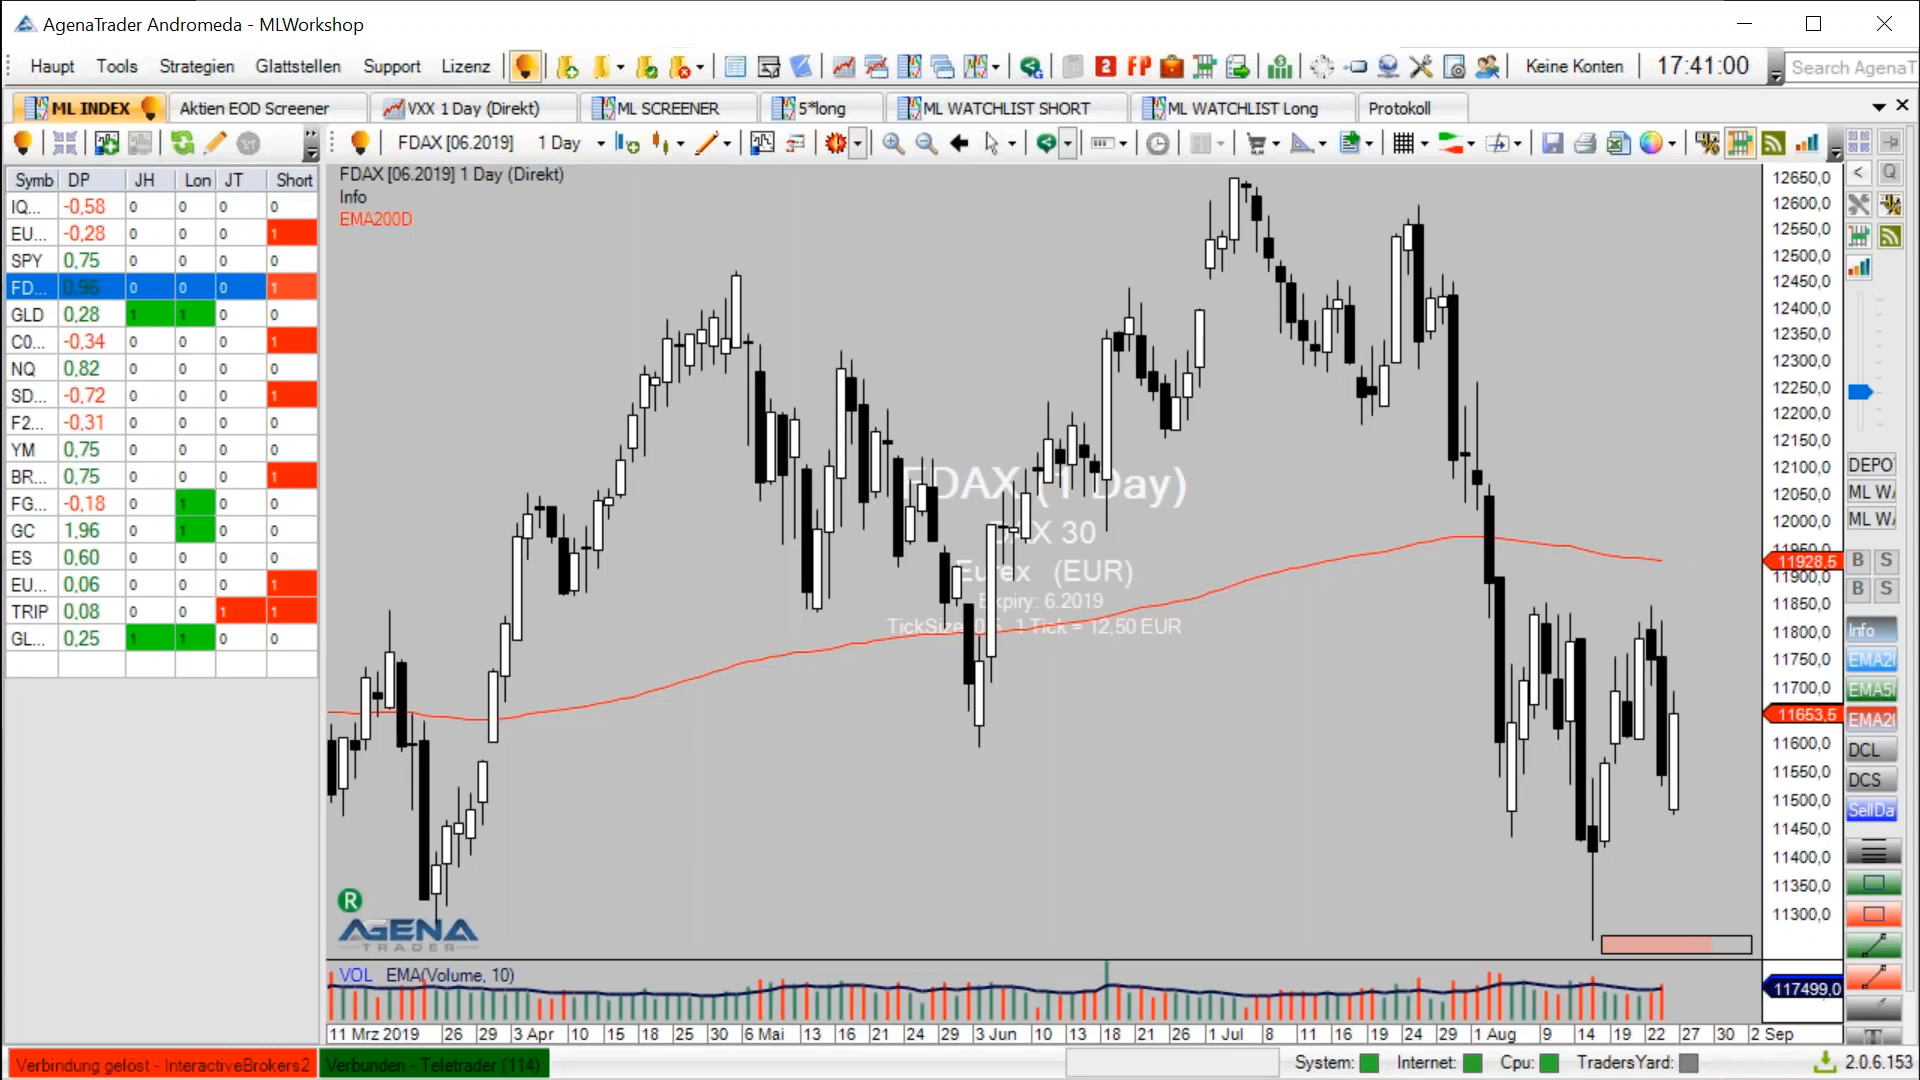 AgenaTrader Andromeda - MLWorkshop
Haupt Tools Strategien Glattstellen Support Lizenz 2 FP Keine Konten 17:41:00 Search AgenaT
ML INDEX Aktien EOD Screener VXX 1 Day (Direkt) ML SCREENER 5*long ML WATCHLIST SHORT ML WATCHLIST Long Protokoll
FDAX [06.2019] 1 Day
Symb DP JH Lon JT Short
IQ... -0,58 0 0 0 0
EU... -0,28 0 0 0 1
SPY 0,75 0 0 0 0
FD... 0,96 0 0 0 1
GLD 0,28 1 1 0 0
C0... -0,34 0 0 0 1
NQ 0,82 0 0 0 0
SD... -0,72 0 0 0 1
F2... -0,31 0 0 0 0
YM 0,75 0 0 0 0
BR... 0,75 0 0 0 1
FG... -0,18 0 1 0 0
GC 1,96 0 1 0 0
ES 0,60 0 0 0 0
EU... 0,06 0 0 0 1
TRIP 0,08 0 0 1 1
GL... 0,25 1 1 0 0
FDAX [06.2019] 1 Day (Direkt)
Info
EMA200D
FDAX (1 Day)
DAX 30
Eurex (EUR)
Expiry: 6.2019
1 Tick = 12,50 EUR
R
AGENA
TRADER
12650,0
12600,0
12550,0
12500,0
12450,0
12400,0
12350,0
12300,0
12250,0
12200,0
12150,0
12100,0
12050,0
12000,0
11950,0
11928,5
11900,0
11850,0
11800,0
11750,0
11700,0
11653,5
11600,0
11550,0
11500,0
11450,0
11400,0
11350,0
11300,0
VOL EMA(Volume, 10)
117499,0
11 Mrz 2019 26 29 3 Apr 10 15 18 25 30 6 Mai 13 16 21 24 29 3 Jun 10 13 18 21 26 1 Jul 8 11 16 19 24 29 1 Aug 9 14 19 22 27 30 2 Sep
< Q
DEPO
ML W
ML W
B S
B S
Info
EMA2
EMA5
EMA2
DCL
DCS
SellDa
T
Verbindung gelöst - InteractiveBrokers2 Verbunden - Teletrader (114) System: Internet: Cpu: TradersYard: 2.0.6.153